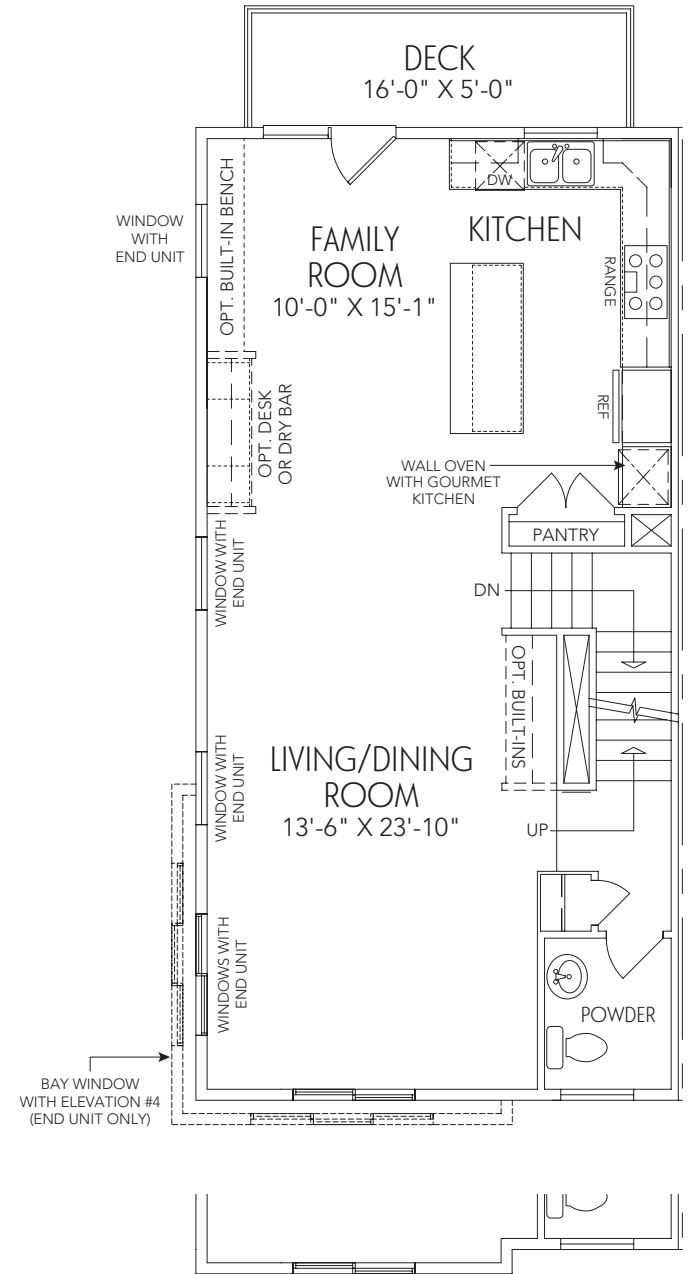 DECK
16'-0" X 5'-0"
WINDOW
WITH
END UNIT
OPT. BUILT-IN BENCH
FAMILY
ROOM
10'-0" X 15'-1"
DW
KITCHEN
RANGE
REF
OPT. DESK
OR DRY BAR
WALL OVEN
WITH GOURMET
KITCHEN
PANTRY
WINDOW WITH
END UNIT
DN
OPT. BUILT-INS
WINDOW WITH
END UNIT
LIVING/DINING
ROOM
13'-6" X 23'-10"
UP
WINDOWS WITH
END UNIT
POWDER
BAY WINDOW
WITH ELEVATION #4
(END UNIT ONLY)